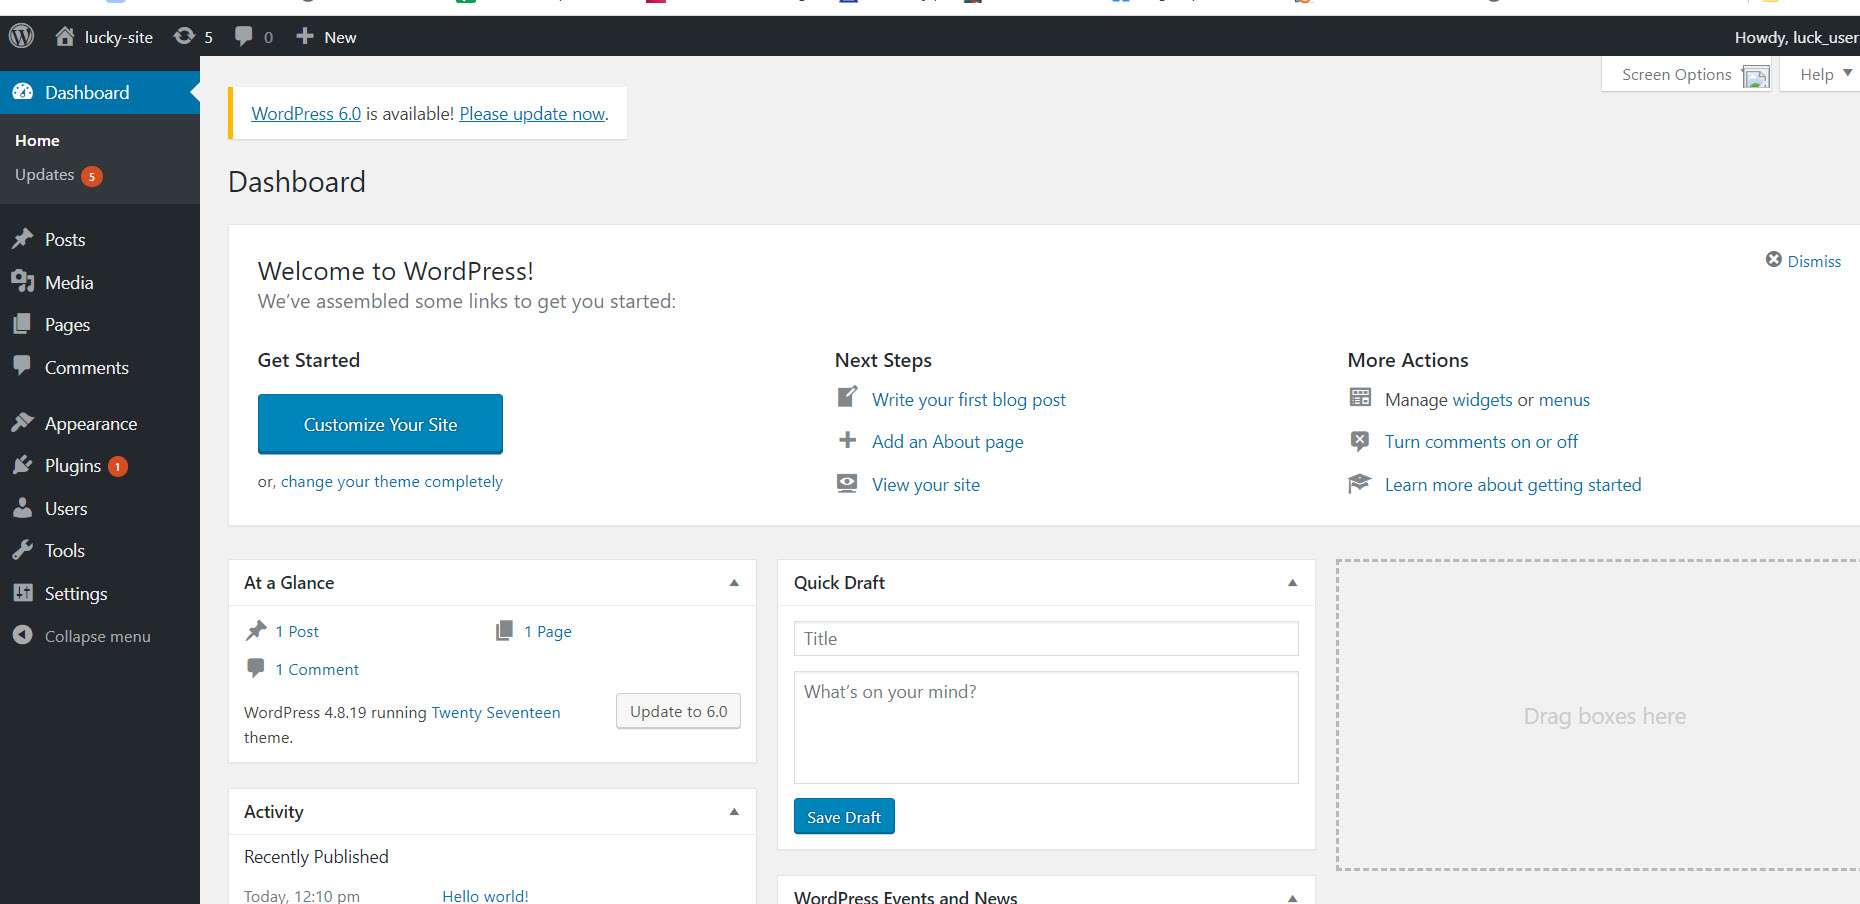 lucky-site 5 0 New Howdy, luck_user
Dashboard
Home
Updates 5
Posts
Media
Pages
Comments
Appearance
Plugins 1
Users
Tools
Settings
Collapse menu
Screen Options Help
WordPress 6.0 is available! Please update now.
Dashboard
Welcome to WordPress!
We've assembled some links to get you started:
Dismiss
Get Started
Customize Your Site
or, change your theme completely
Next Steps
Write your first blog post
Add an About page
View your site
More Actions
Manage widgets or menus
Turn comments on or off
Learn more about getting started
At a Glance
1 Post 1 Page
1 Comment
WordPress 4.8.19 running Twenty Seventeen
theme.
Update to 6.0
Activity
Recently Published
Today, 12:10 pm Hello world!
Quick Draft
Title
What's on your mind?
Save Draft
WordPress Events and News
Drag boxes here